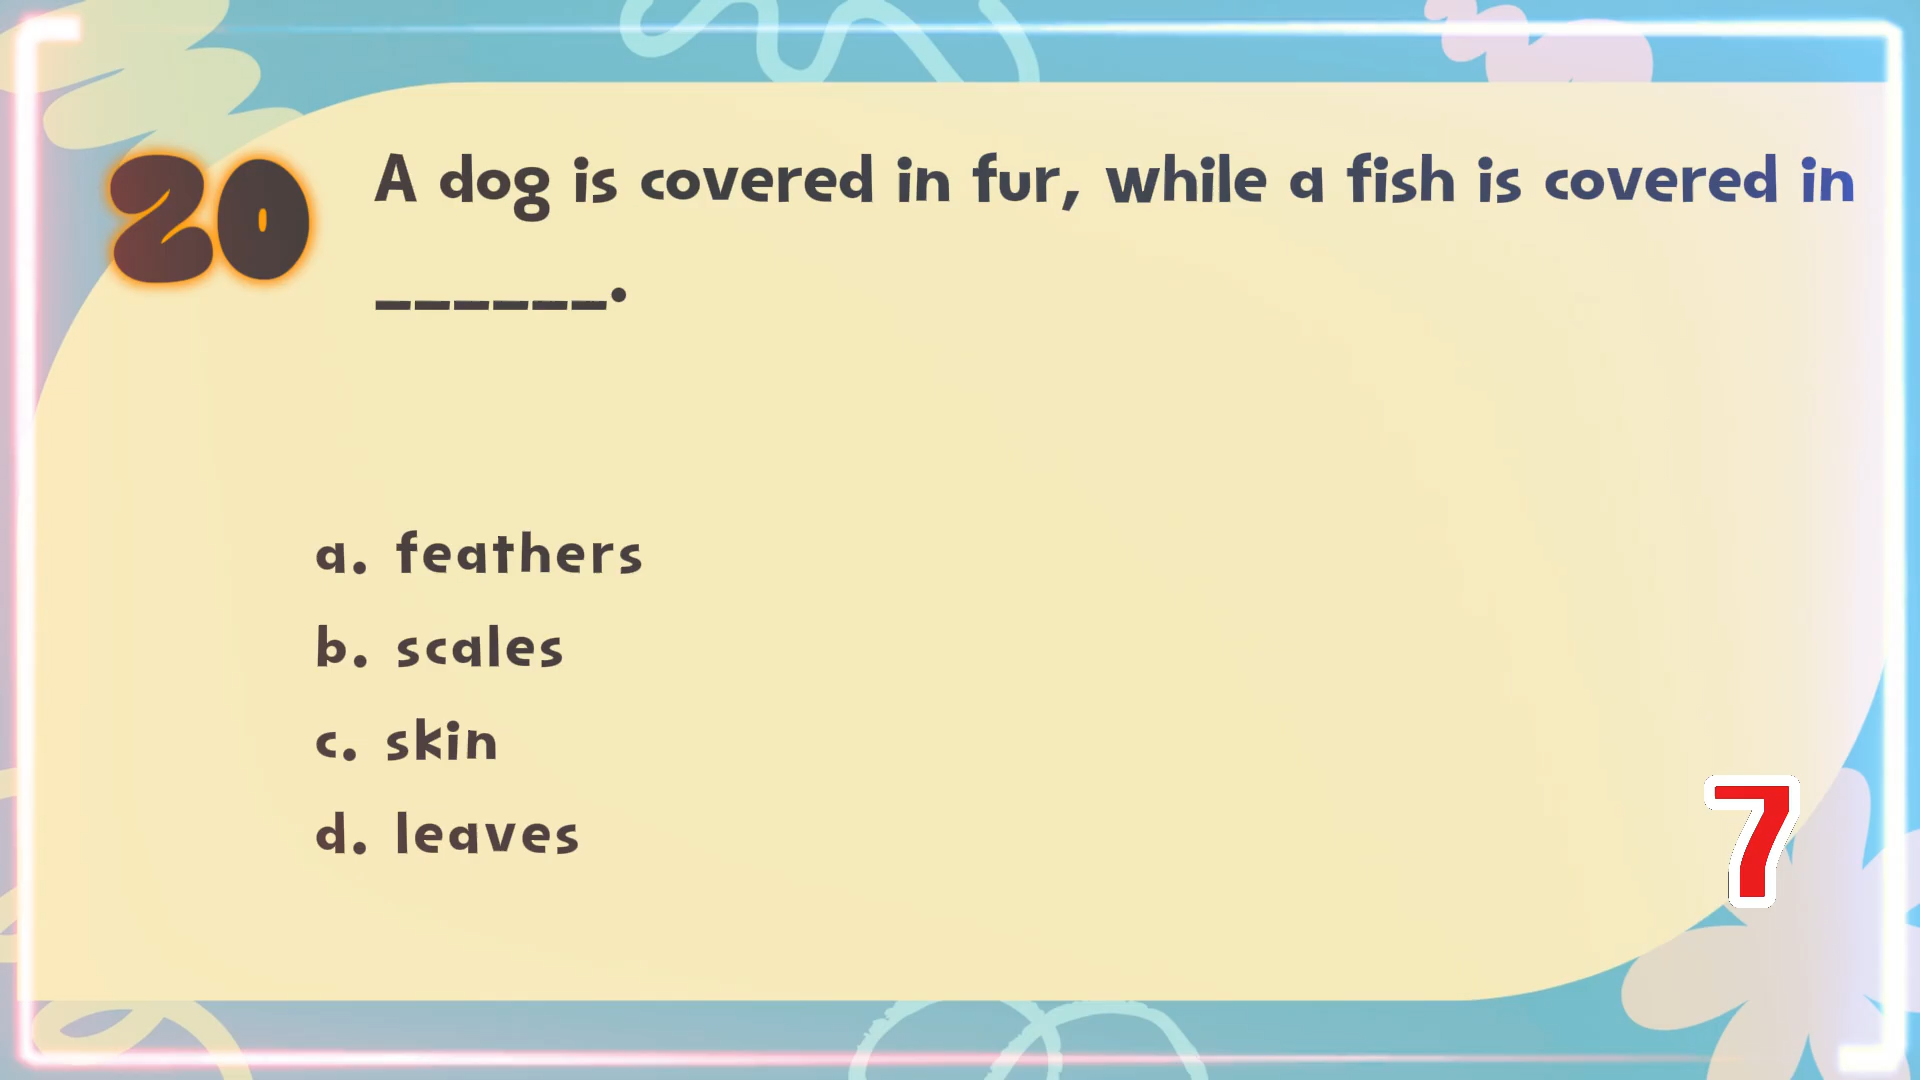 20
A dog is covered in fur, while a fish is covered in
______.
a. feathers
b. scales
c. skin
d. leaves
7